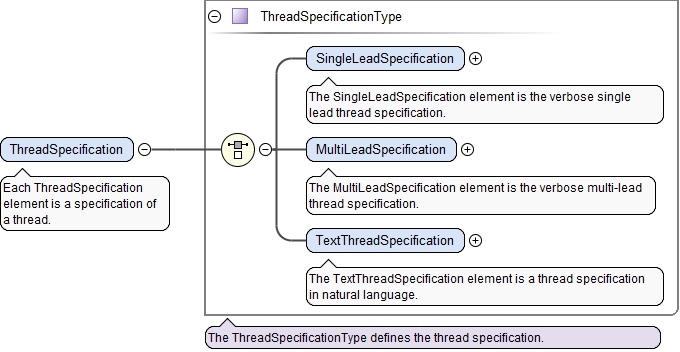 ThreadSpecificationType
SingleLeadSpecification
The SingleLeadSpecification element is the verbose single
lead thread specification.
ThreadSpecification
Each ThreadSpecification
element is a specification of
a thread.
MultiLeadSpecification
The MultiLeadSpecification element is the verbose multi-lead
thread specification.
TextThreadSpecification
The TextThreadSpecification element is a thread specification
in natural language.
The ThreadSpecificationType defines the thread specification.